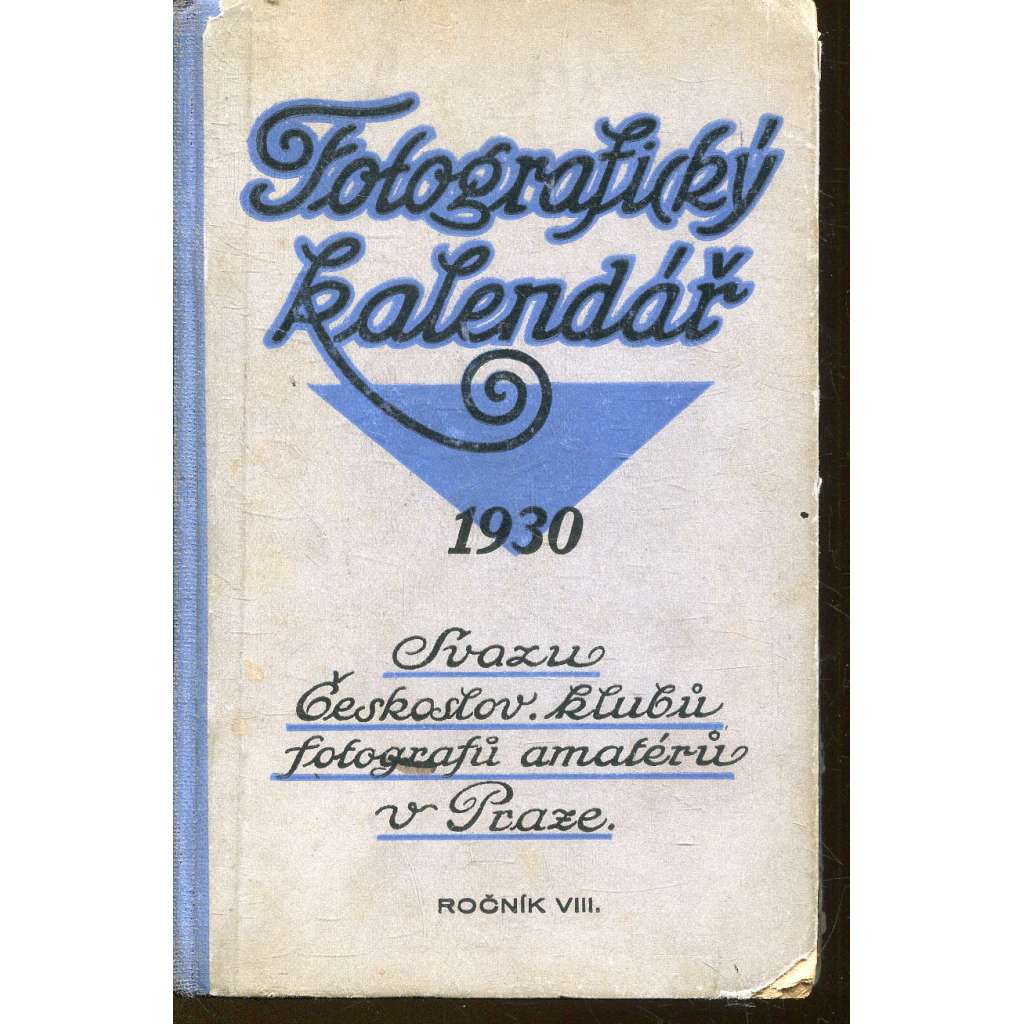 Fotografický
kalendář
1930
Svazu
Českoslov. klubů
fotografů amatérů
v Praze.
ROČNÍK VIII.